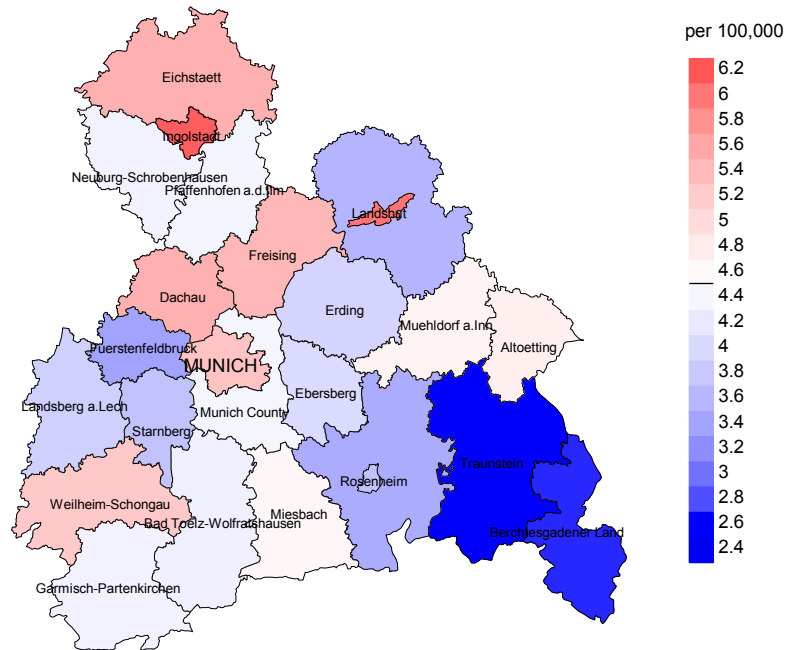 per 100,000
Eichstaett
Ingolstadt
Neuburg-Schrobenhausen
Pfaffenhofen a.d.Ilm
Landshut
Freising
Dachau
Erding
Muehldorf a.Inn
Altoetting
Fuerstenfeldbruck
MUNICH
Ebersberg
Landsberg a.Lech
Munich County
Starnberg
Traunstein
Rosenheim
Weilheim-Schongau
Miesbach
Bad Toelz-Wolfratshausen
Berchtesgadener Land
Garmisch-Partenkirchen
6.2
6
5.8
5.6
5.4
5.2
5
4.8
4.6
4.4
4.2
4
3.8
3.6
3.4
3.2
3
2.8
2.6
2.4